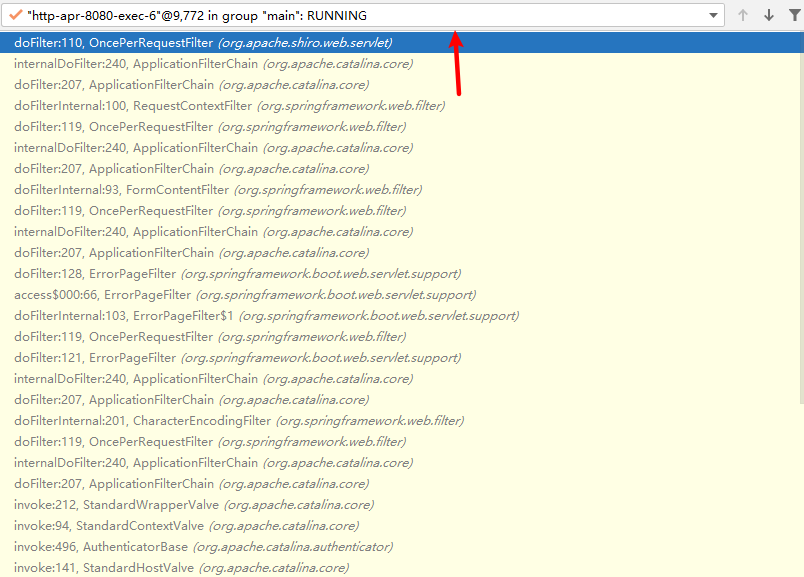 "http-apr-8080-exec-6"@9,772 in group "main": RUNNING
doFilter:110, OncePerRequestFilter (org.apache.shiro.web.servlet)
internalDoFilter:240, ApplicationFilterChain (org.apache.catalina.core)
doFilter:207, ApplicationFilterChain (org.apache.catalina.core)
doFilterInternal:100, RequestContextFilter (org.springframework.web.filter)
doFilter:119, OncePerRequestFilter (org.springframework.web.filter)
internalDoFilter:240, ApplicationFilterChain (org.apache.catalina.core)
doFilter:207, ApplicationFilterChain (org.apache.catalina.core)
doFilterInternal:93, FormContentFilter (org.springframework.web.filter)
doFilter:119, OncePerRequestFilter (org.springframework.web.filter)
internalDoFilter:240, ApplicationFilterChain (org.apache.catalina.core)
doFilter:207, ApplicationFilterChain (org.apache.catalina.core)
doFilter:128, ErrorPageFilter (org.springframework.boot.web.servlet.support)
access$000:66, ErrorPageFilter (org.springframework.boot.web.servlet.support)
doFilterInternal:103, ErrorPageFilter$1 (org.springframework.boot.web.servlet.support)
doFilter:119, OncePerRequestFilter (org.springframework.web.filter)
doFilter:121, ErrorPageFilter (org.springframework.boot.web.servlet.support)
internalDoFilter:240, ApplicationFilterChain (org.apache.catalina.core)
doFilter:207, ApplicationFilterChain (org.apache.catalina.core)
doFilterInternal:201, CharacterEncodingFilter (org.springframework.web.filter)
doFilter:119, OncePerRequestFilter (org.springframework.web.filter)
internalDoFilter:240, ApplicationFilterChain (org.apache.catalina.core)
doFilter:207, ApplicationFilterChain (org.apache.catalina.core)
invoke:212, StandardWrapperValve (org.apache.catalina.core)
invoke:94, StandardContextValve (org.apache.catalina.core)
invoke:496, AuthenticatorBase (org.apache.catalina.authenticator)
invoke:141, StandardHostValve (org.apache.catalina.core)